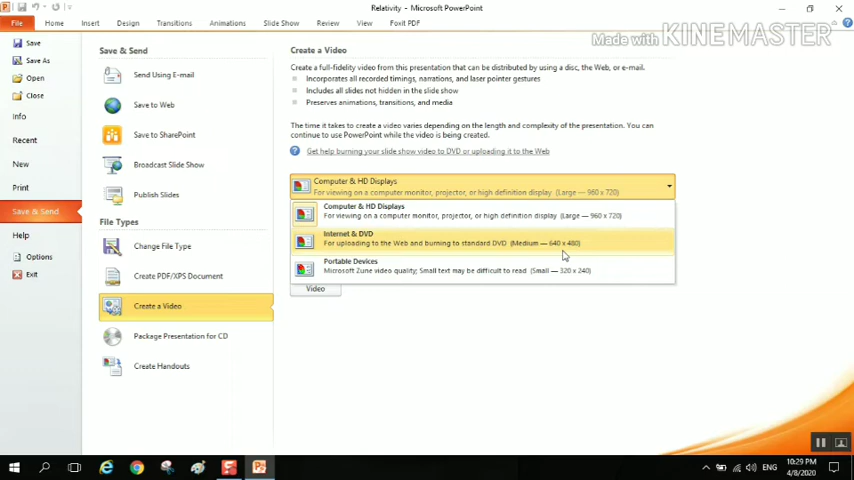 Relativity - Microsoft PowerPoint
File Home Insert Design Transitions Animations Slide Show Review View Foxit PDF
Made with KINEMASTER
Save
Save As
Open
Close
Info
Recent
New
Print
Save & Send
Help
Options
Exit
Save & Send
Send Using E-mail
Save to Web
Save to SharePoint
Broadcast Slide Show
Publish Slides
File Types
Change File Type
Create PDF/XPS Document
Create a Video
Package Presentation for CD
Create Handouts
Create a Video
Create a full-fidelity video from this presentation that can be distributed by using a disc, the Web, or e-mail.
Incorporates all recorded timings, narrations, and laser pointer gestures
Includes all slides not hidden in the slide show
Preserves animations, transitions, and media
The time it takes to create a video varies depending on the length and complexity of the presentation. You can
continue to use PowerPoint while the video is being created.
Get help burning your slide show video to DVD or uploading it to the Web
Computer & HD Displays
For viewing on a computer monitor, projector, or high definition display (Large — 960 x 720)
Computer & HD Displays
For viewing on a computer monitor, projector, or high definition display (Large — 960 x 720)
Internet & DVD
For uploading to the Web and burning to standard DVD (Medium — 640 x 480)
Portable Devices
Microsoft Zune video quality; Small text may be difficult to read (Small — 320 x 240)
Video
ENG
10:29 PM
4/8/2020